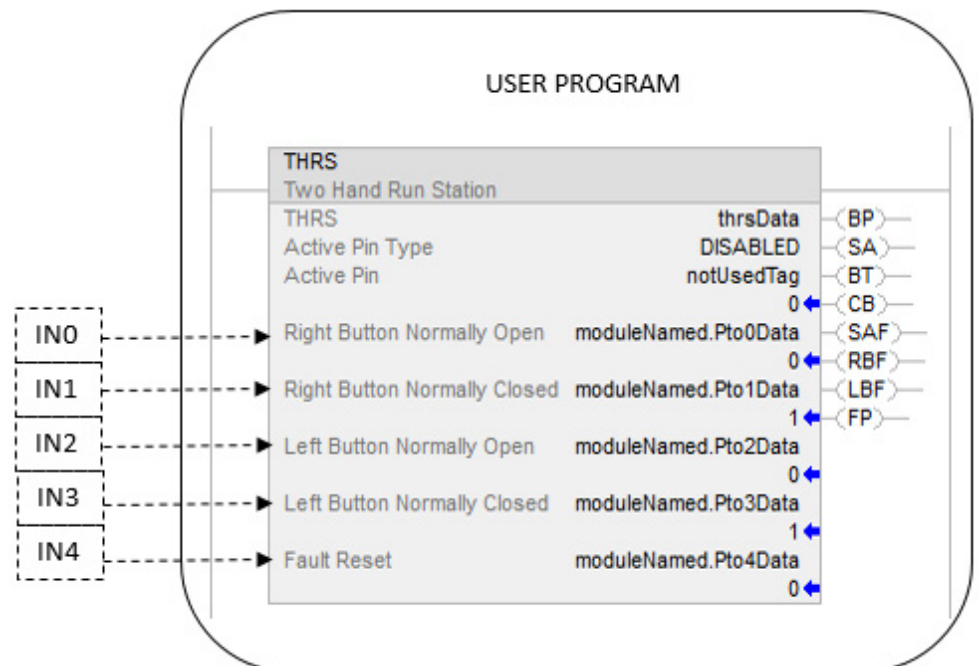 USER PROGRAM
THRS
Two Hand Run Station
THRS thrsData (BP)
Active Pin Type DISABLED (SA)
Active Pin notUsedTag (BT)
0 (CB)
IN0 Right Button Normally Open moduleNamed.Pto0Data (SAF)
0 (RBF)
IN1 Right Button Normally Closed moduleNamed.Pto1Data (LBF)
1 (FP)
IN2 Left Button Normally Open moduleNamed.Pto2Data
0
IN3 Left Button Normally Closed moduleNamed.Pto3Data
1
IN4 Fault Reset moduleNamed.Pto4Data
0